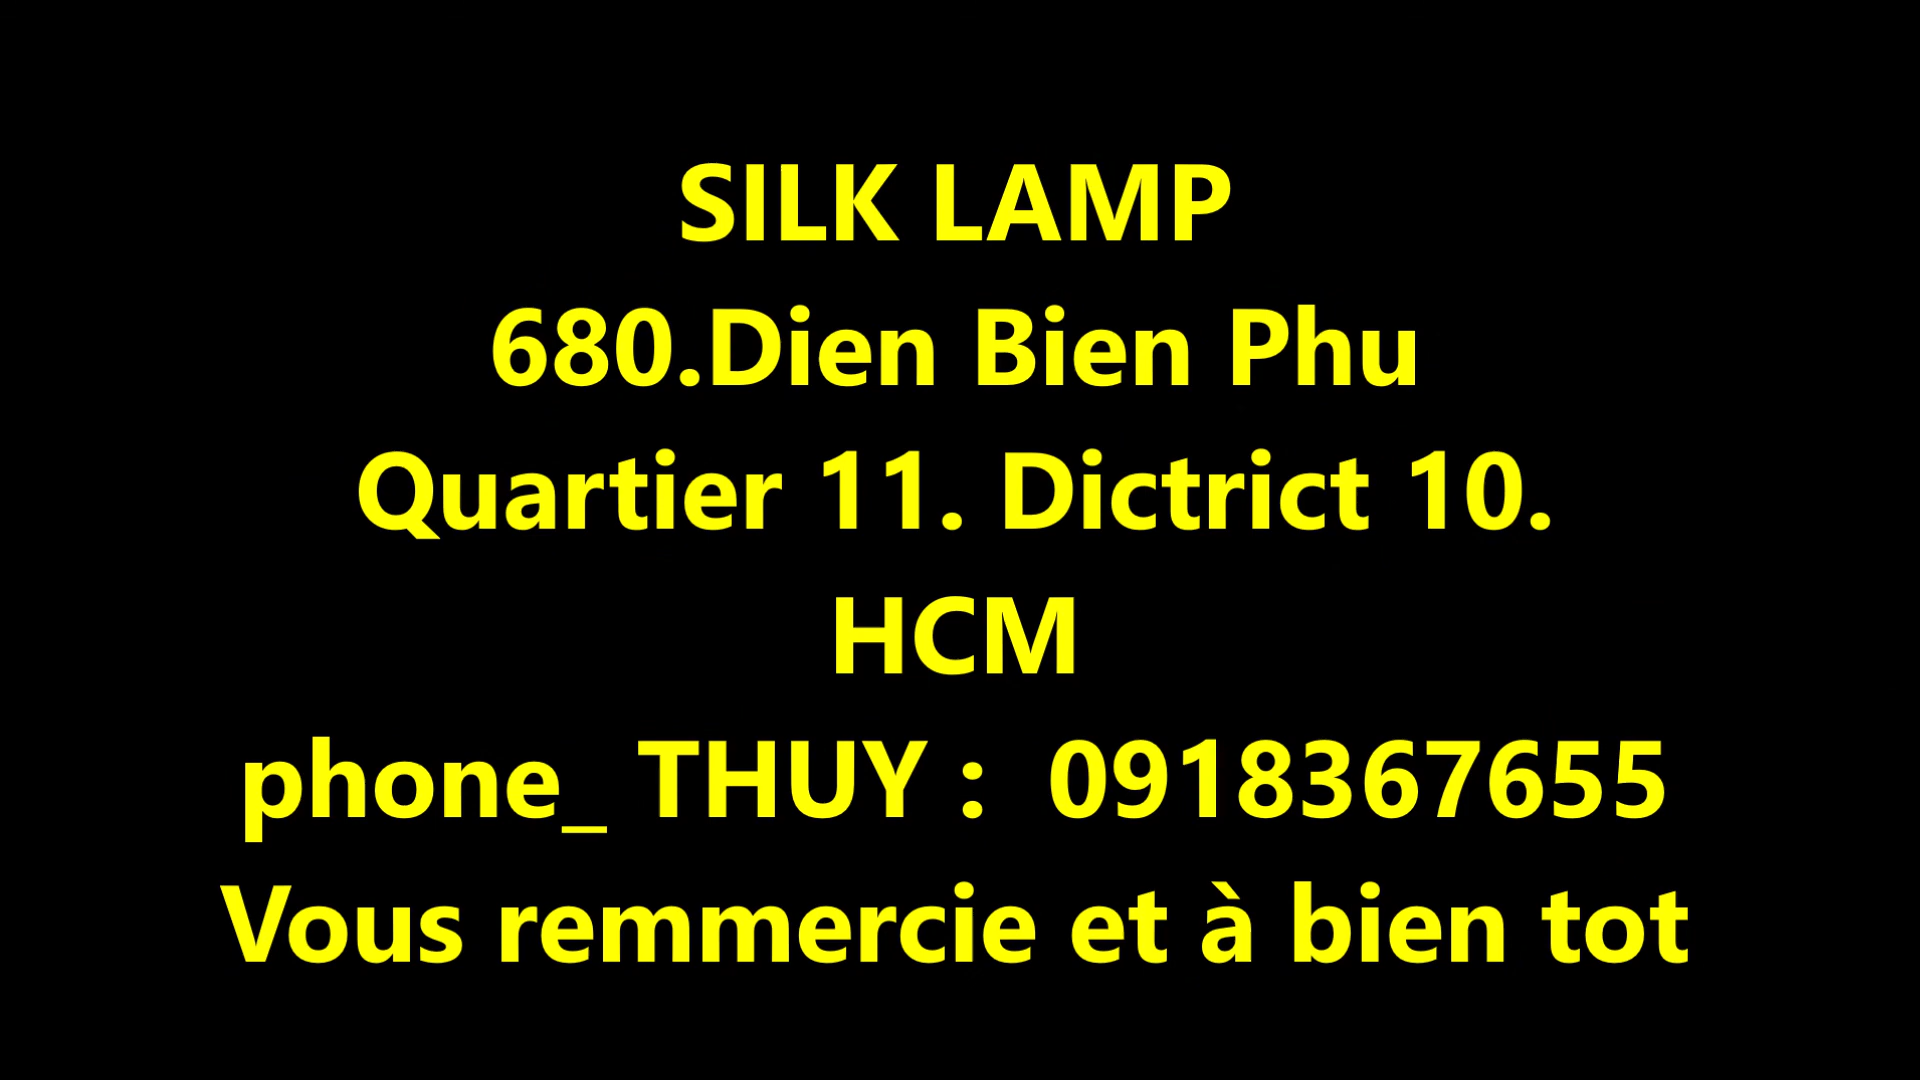 SILK LAMP
680.Dien Bien Phu
Quartier 11. Dictrict 10.
HCM
phone_ THUY :  0918367655
Vous remmercie et à bien tot